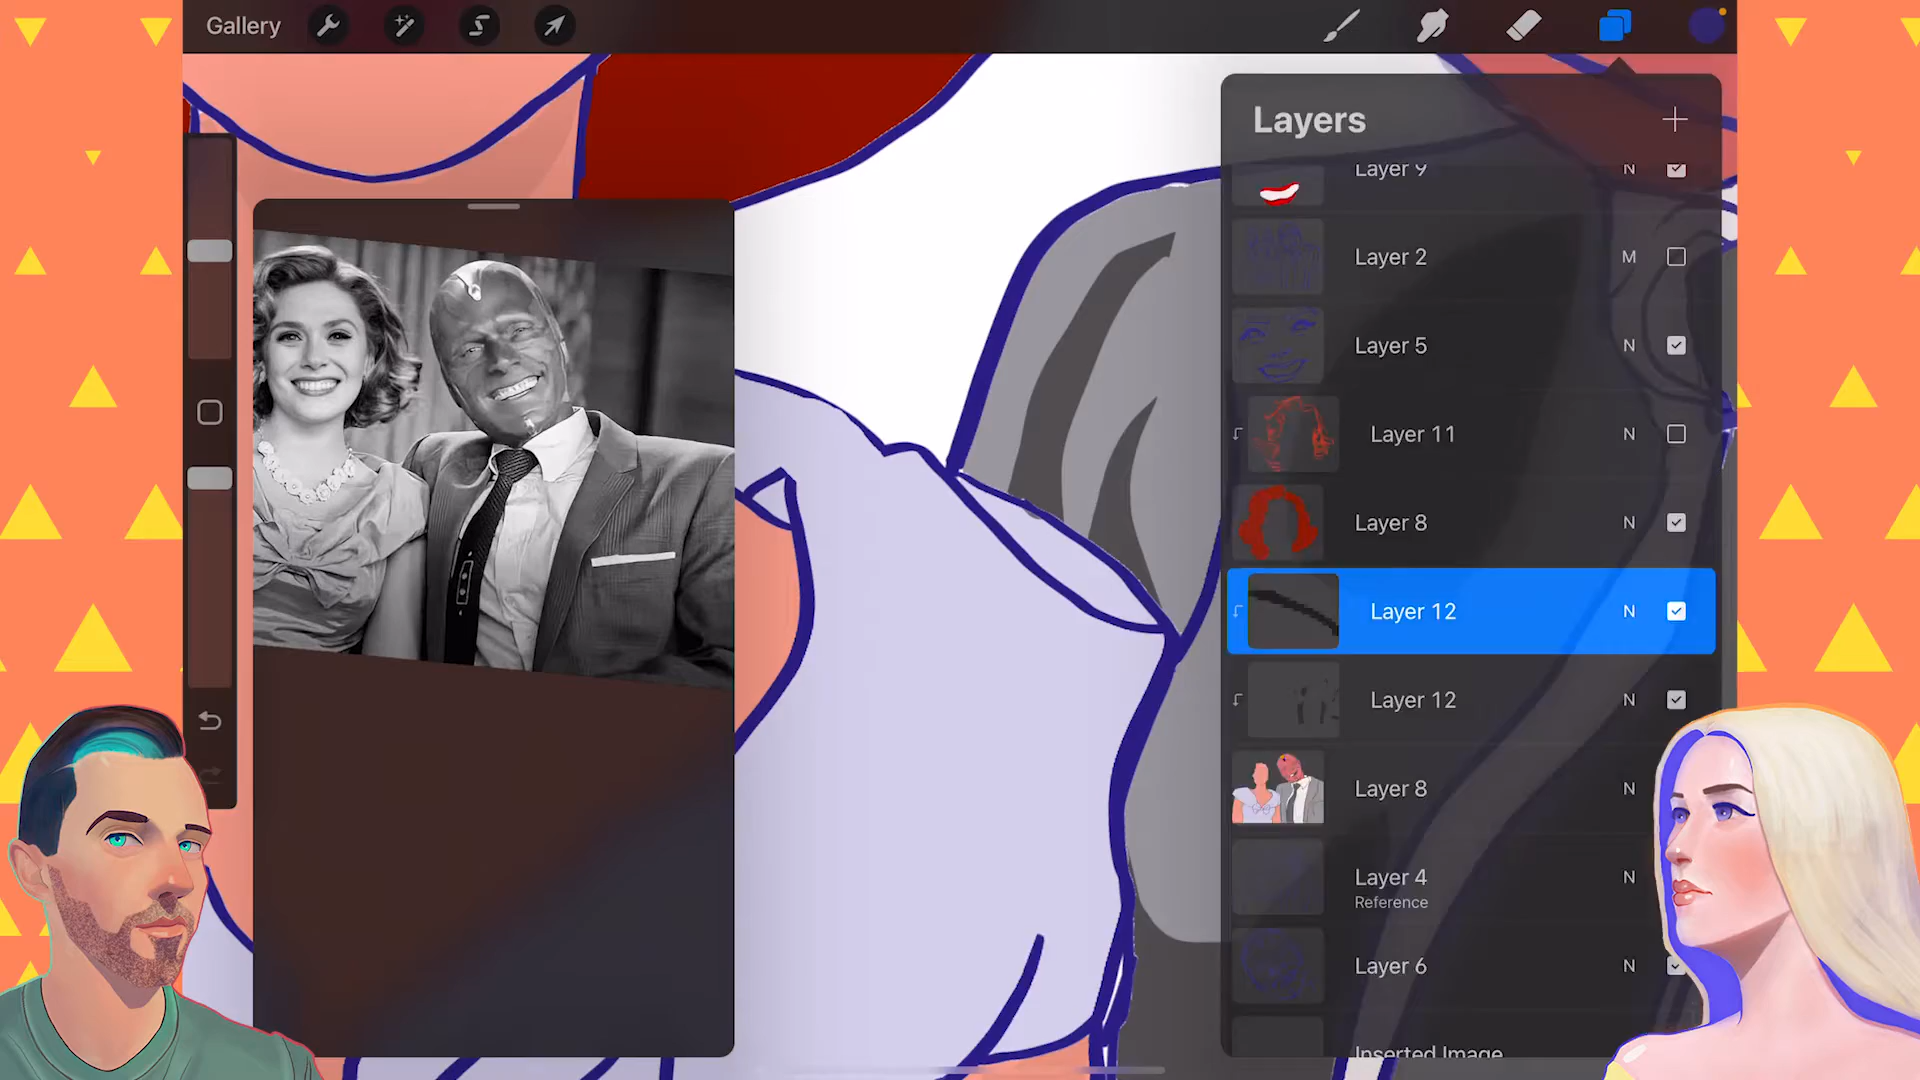 Gallery
Layers
Layer 9 N
Layer 2 M
Layer 5 N
Layer 11 N
Layer 8 N
Layer 12 N
Layer 12 N
Layer 8 N
Layer 4 N
Reference
Layer 6 N
Inserted Image